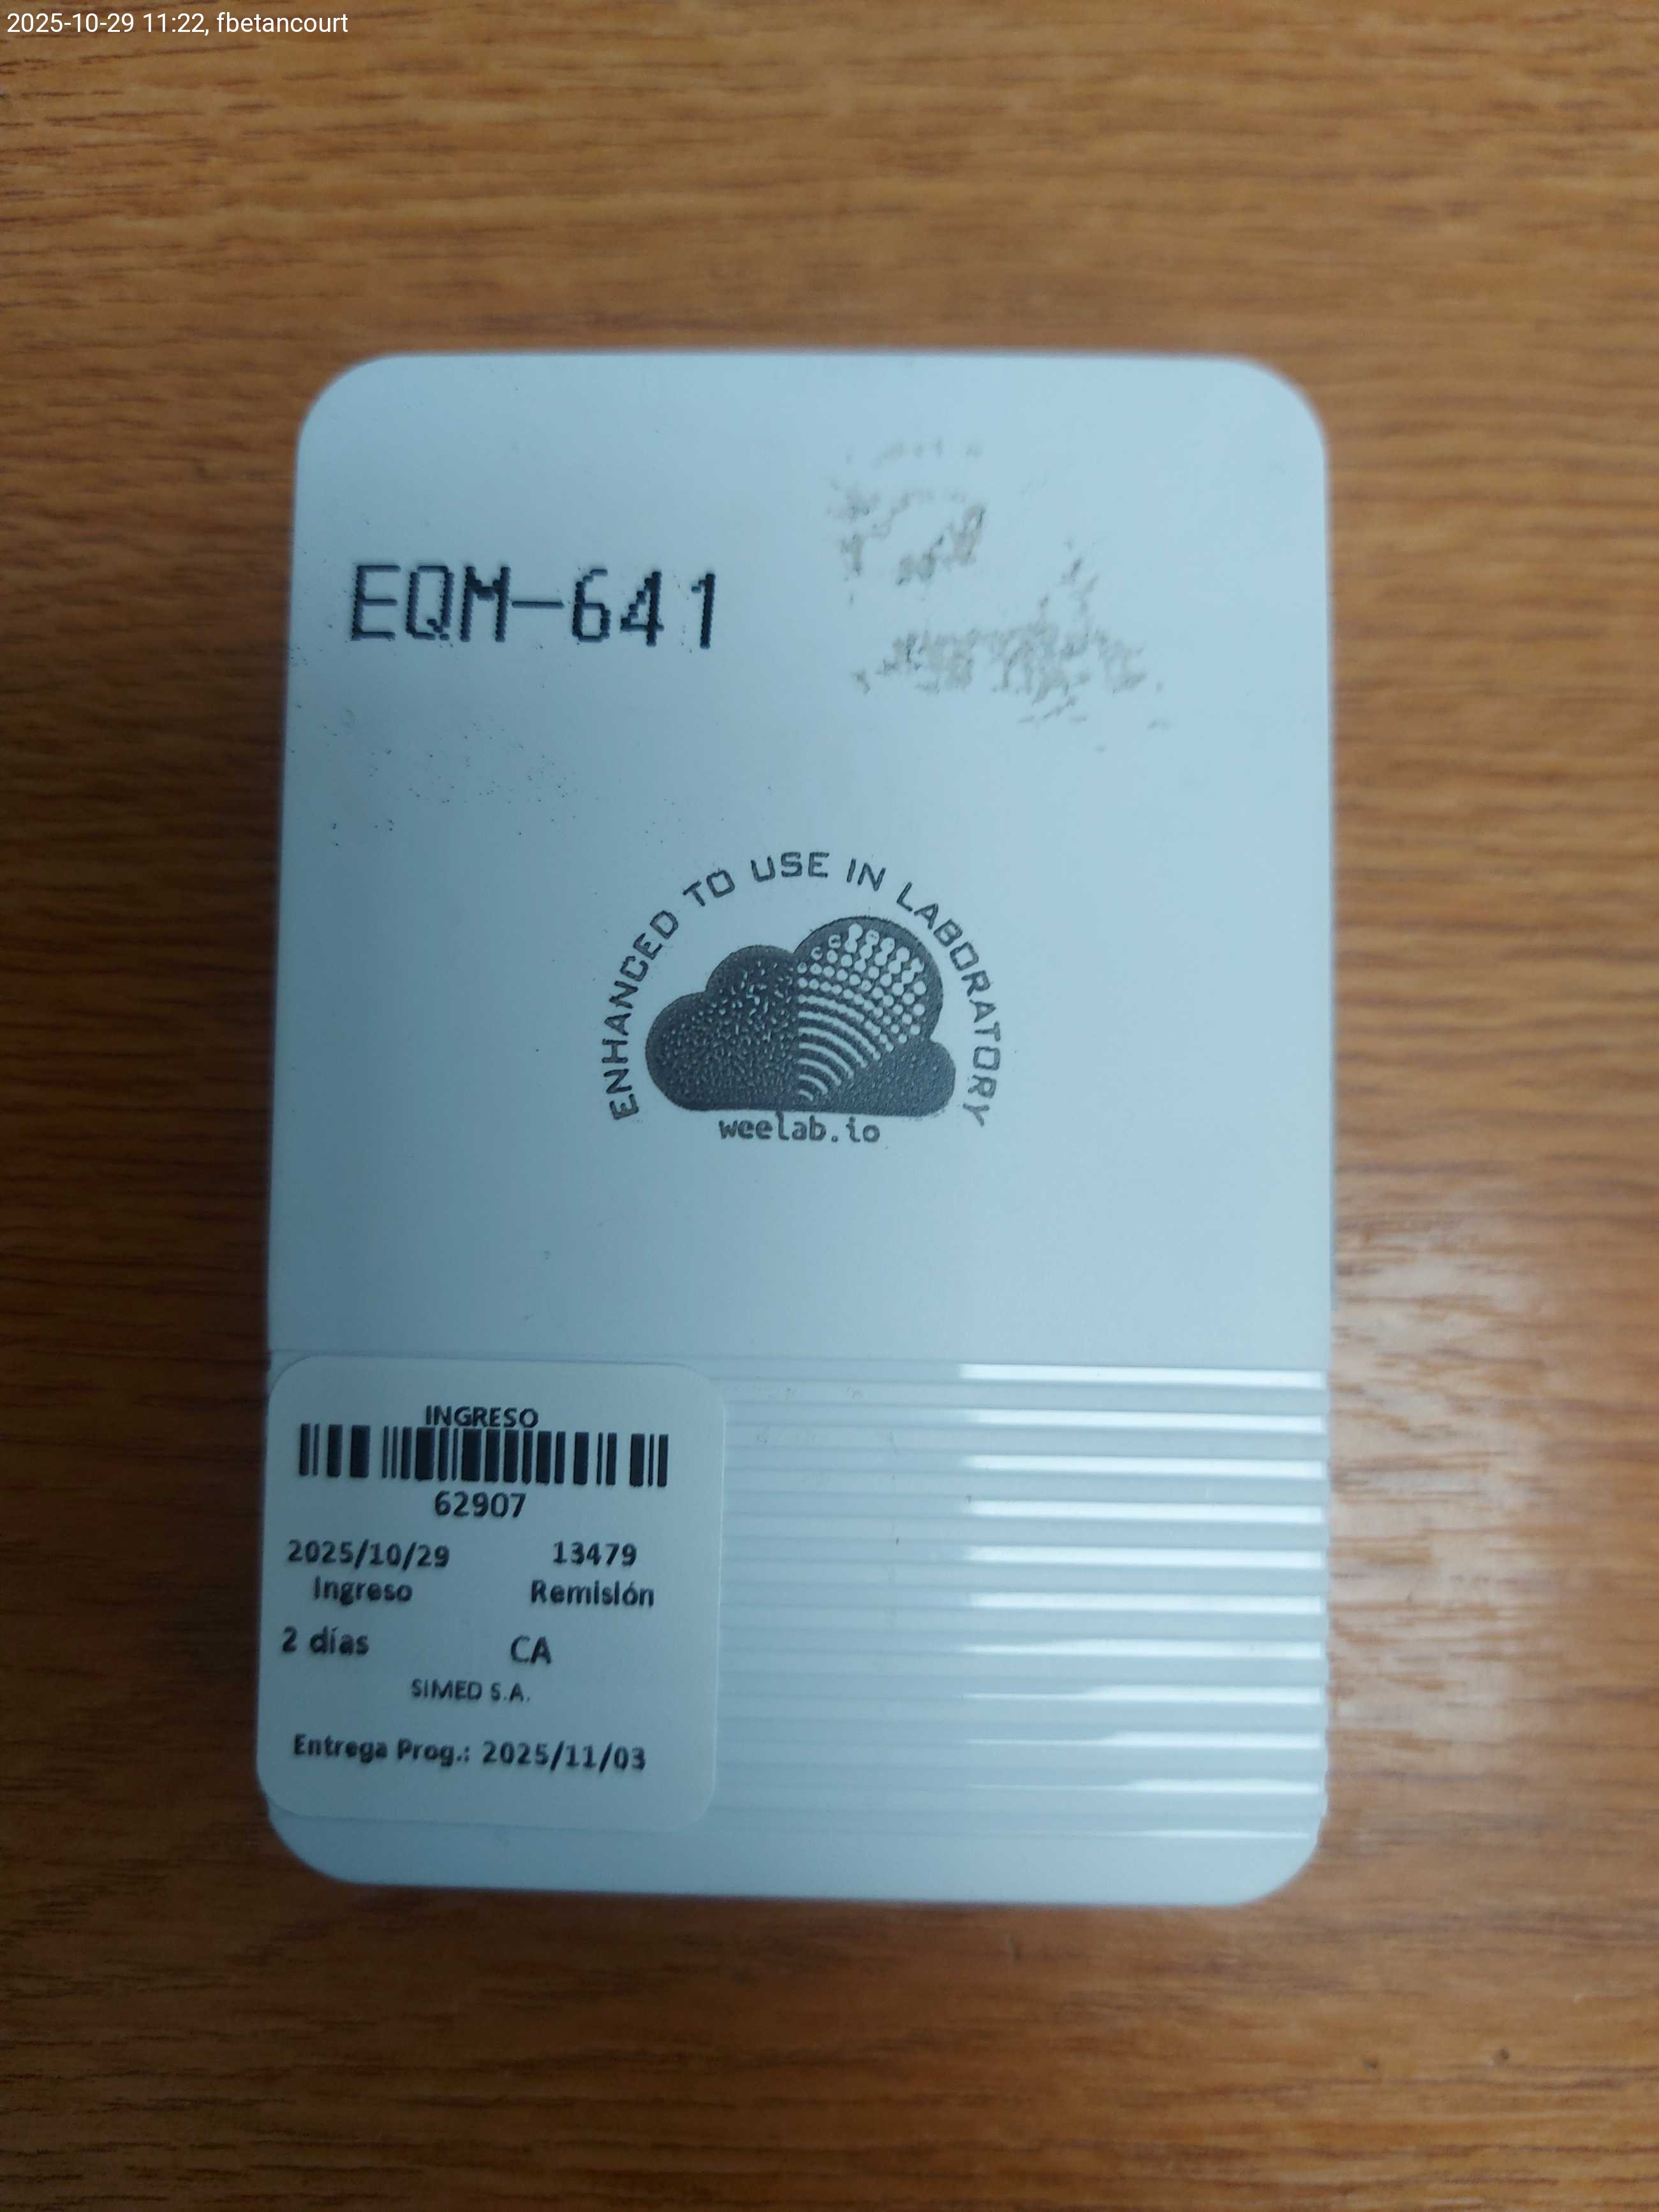 2025-10-29 11:22, fbetancourt
EQM-641
ENHANCED TO USE IN LABORATORY
weelab.io
INGRESO
62907
2025/10/29 13479
Ingreso Remisión
2 días CA
SIMED S.A.
Entrega Prog.: 2025/11/03